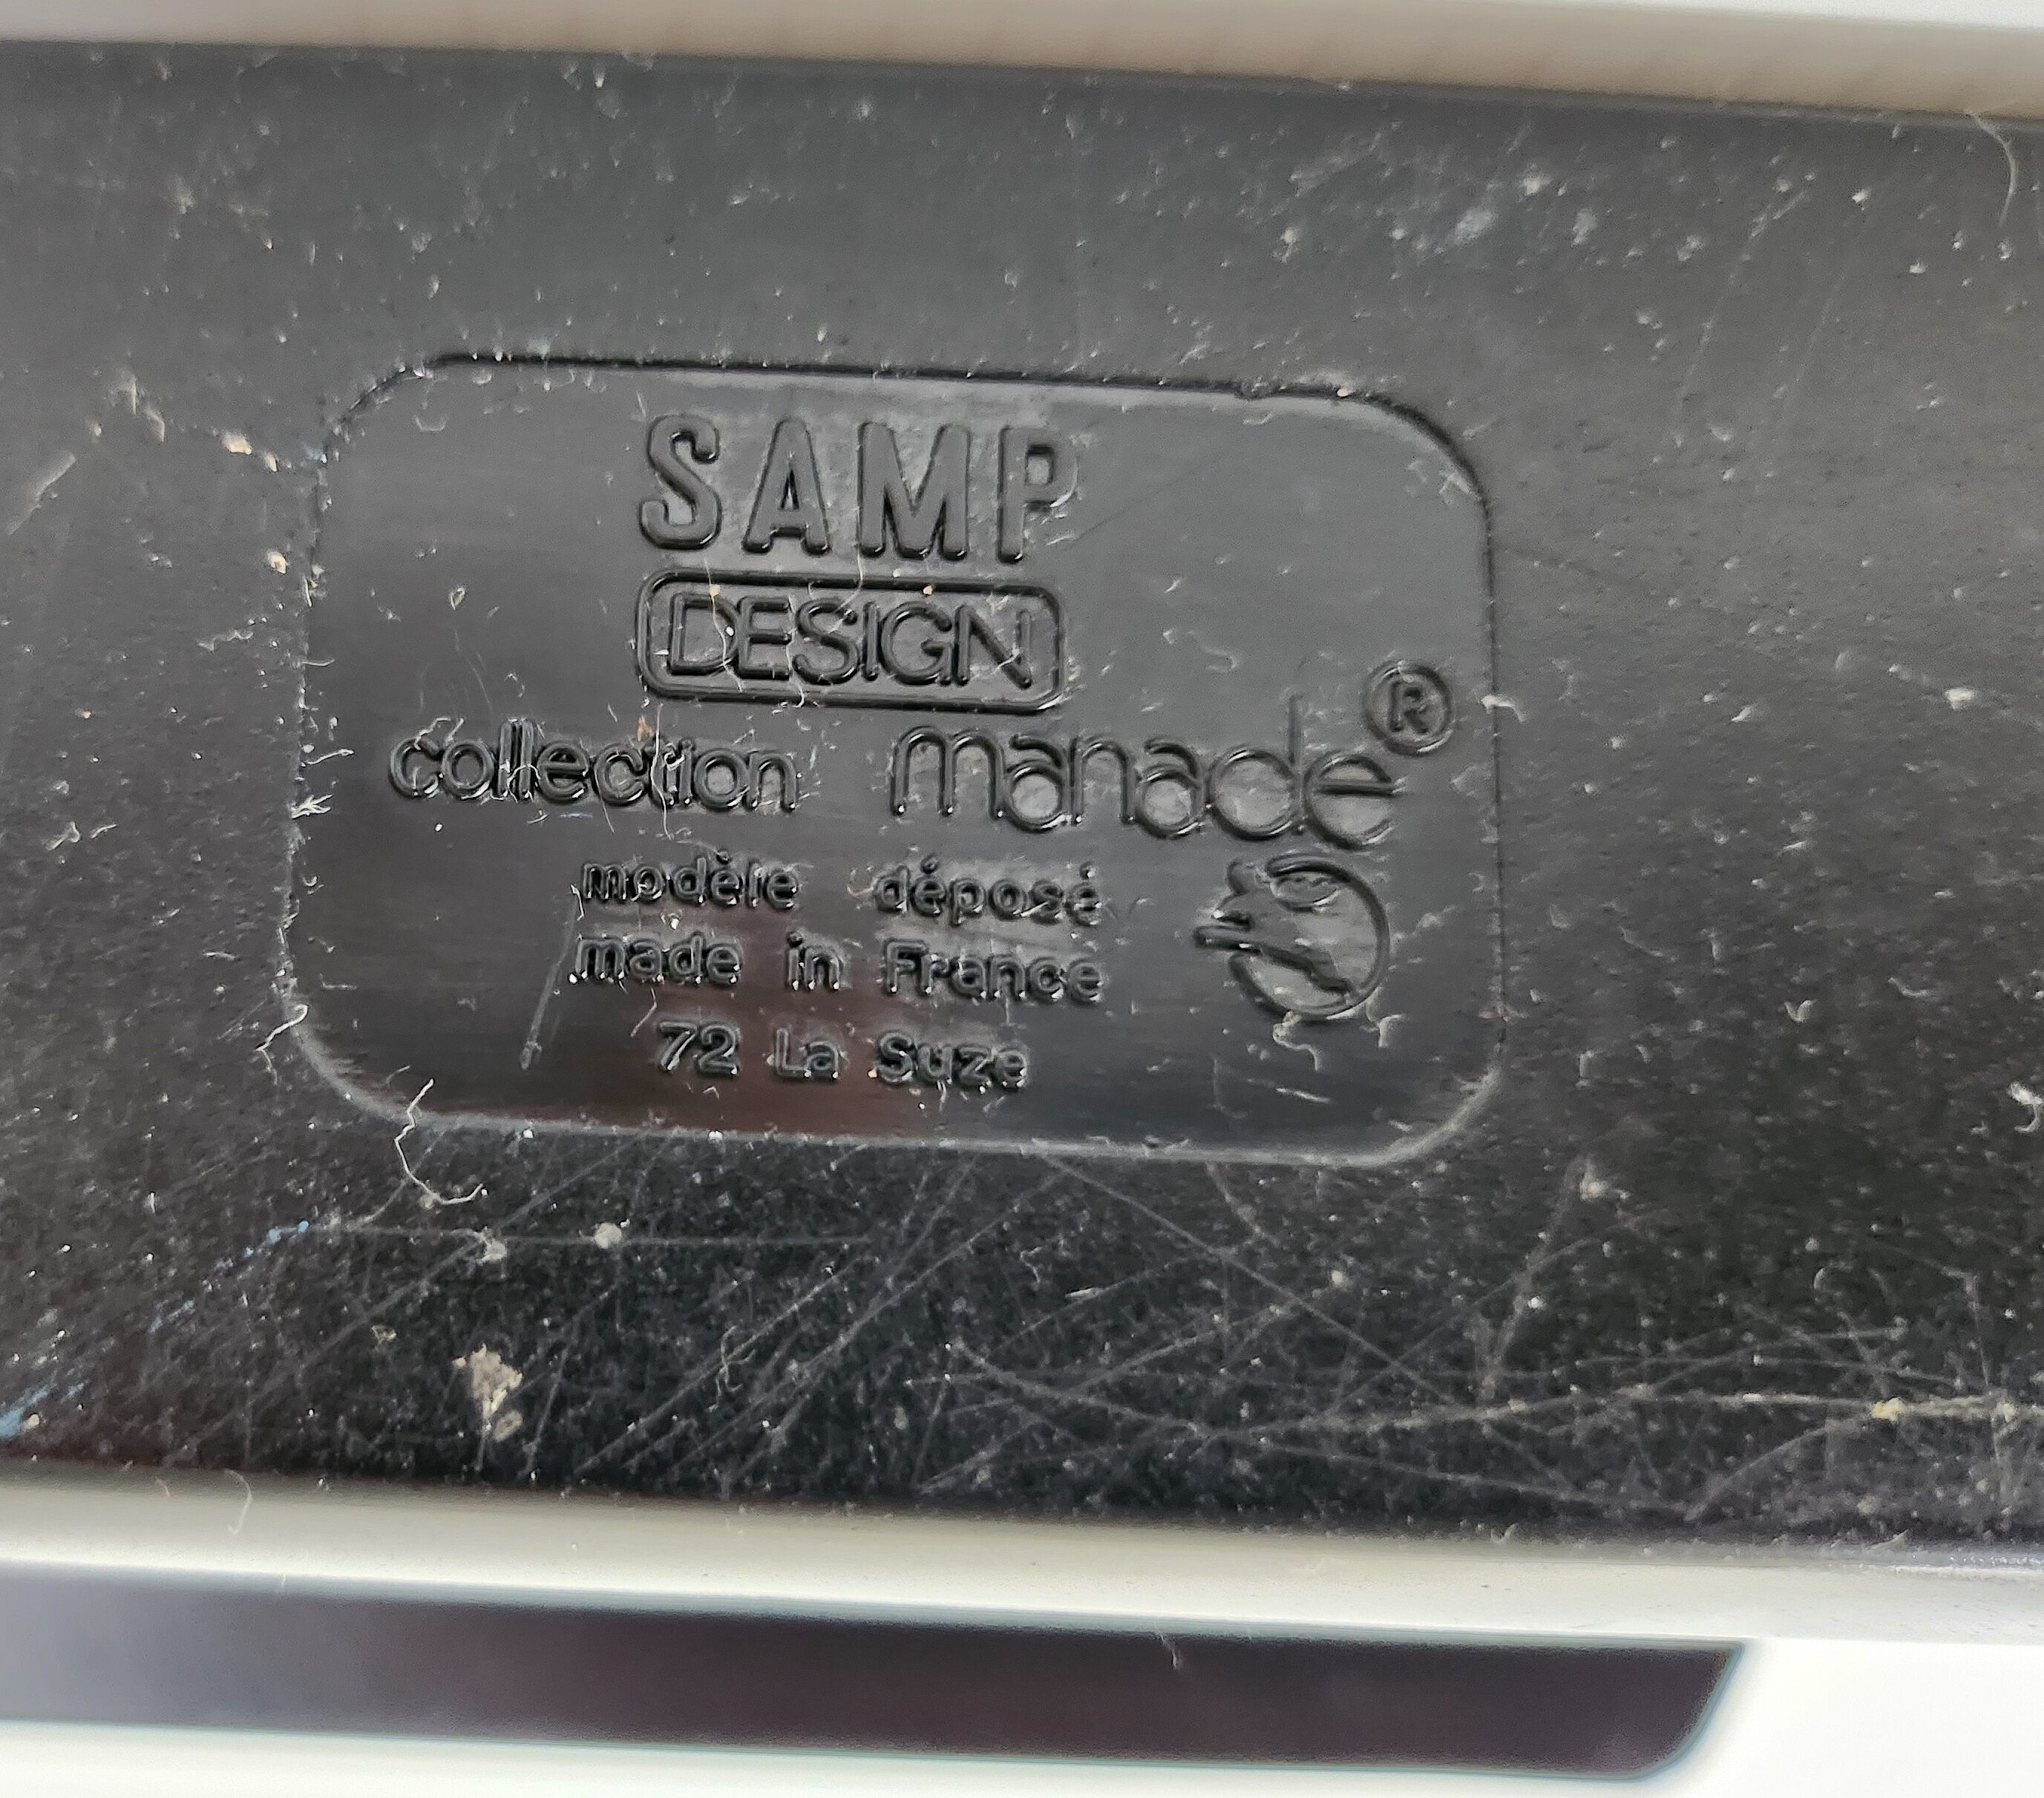 SAMP
DESIGN
collection manade®
modèle déposé
made in France
72 La Suze